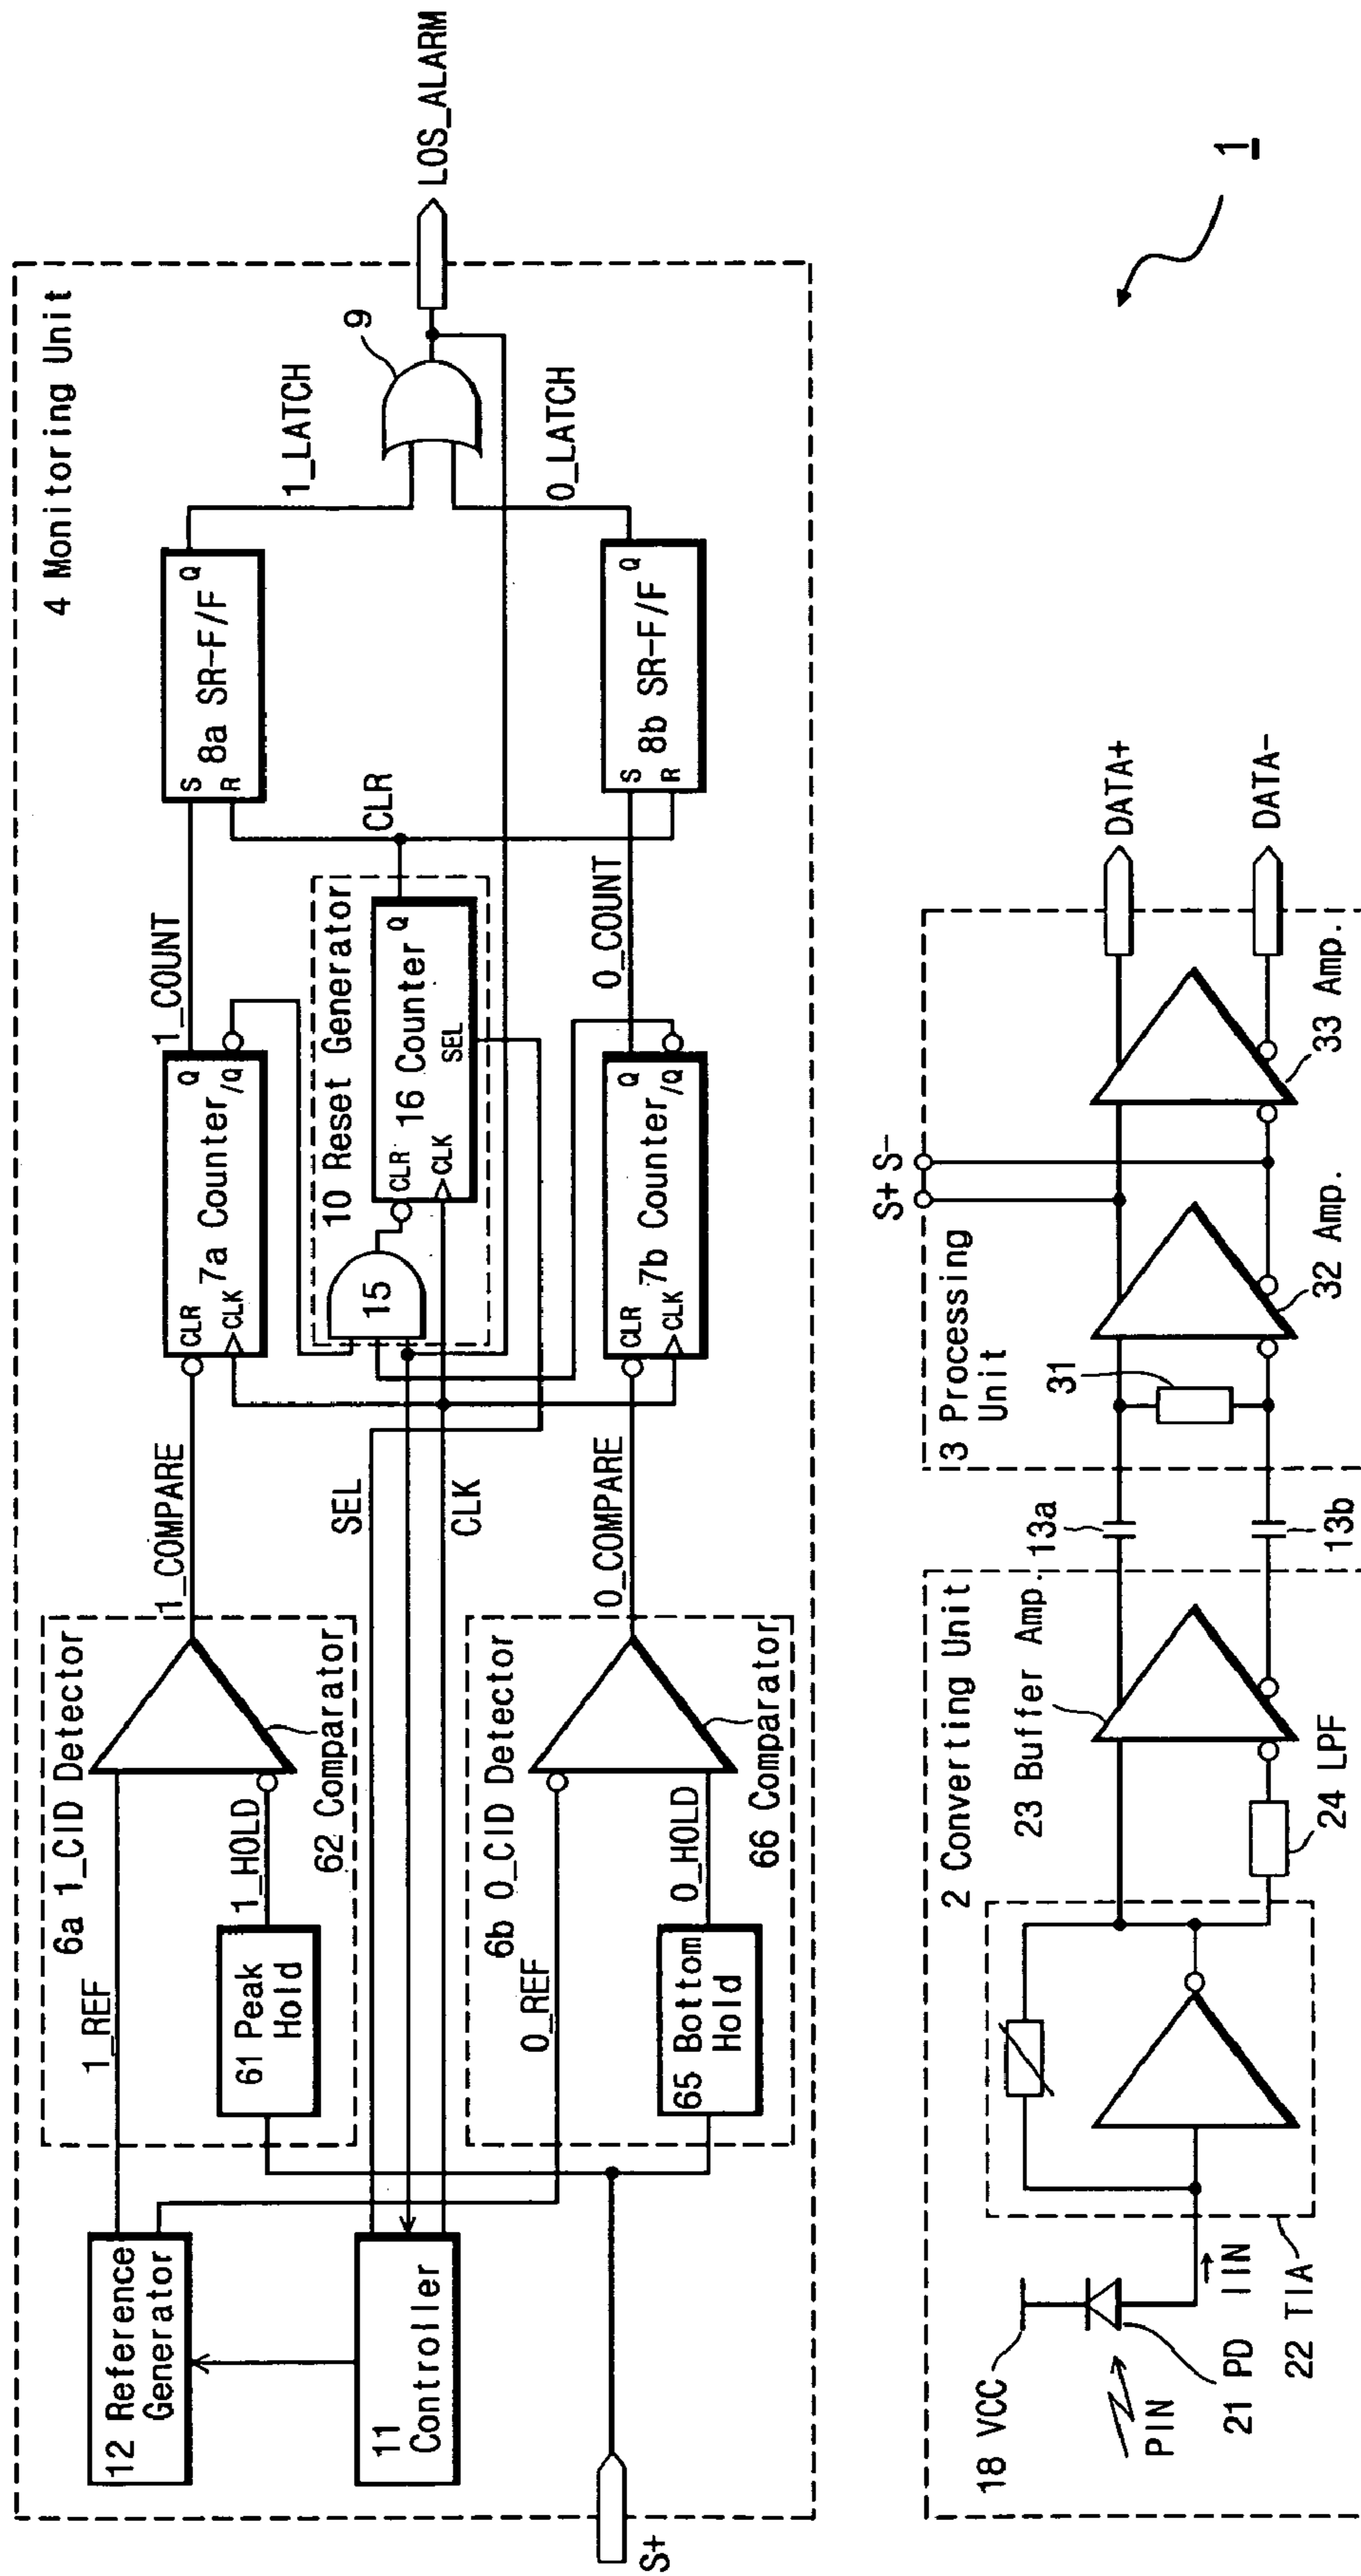 4 Monitoring Unit
12 Reference
Generator
11
Controller
S+
1_REF
6a 1_CID Detector
61 Peak
Hold
1_HOLD
62 Comparator
1_COMPARE
0_REF
6b 0_CID Detector
65 Bottom
Hold
0_HOLD
66 Comparator
0_COMPARE
SEL
CLK
CLR
CLK
7a Counter
Q
/Q
1_COUNT
10 Reset Generator
15
CLR
CLK
16 Counter
SEL
Q
CLR
CLR
CLK
7b Counter
Q
/Q
0_COUNT
S
R
8a SR-F/F
Q
1_LATCH
S
R
8b SR-F/F
Q
0_LATCH
9
LOS_ALARM
1
2 Converting Unit
18 VCC
PIN
21 PD
IIN
22 TIA
23 Buffer Amp.
24 LPF
13a
13b
3 Processing
Unit
31
32 Amp.
S+ S-
33 Amp.
DATA+
DATA-